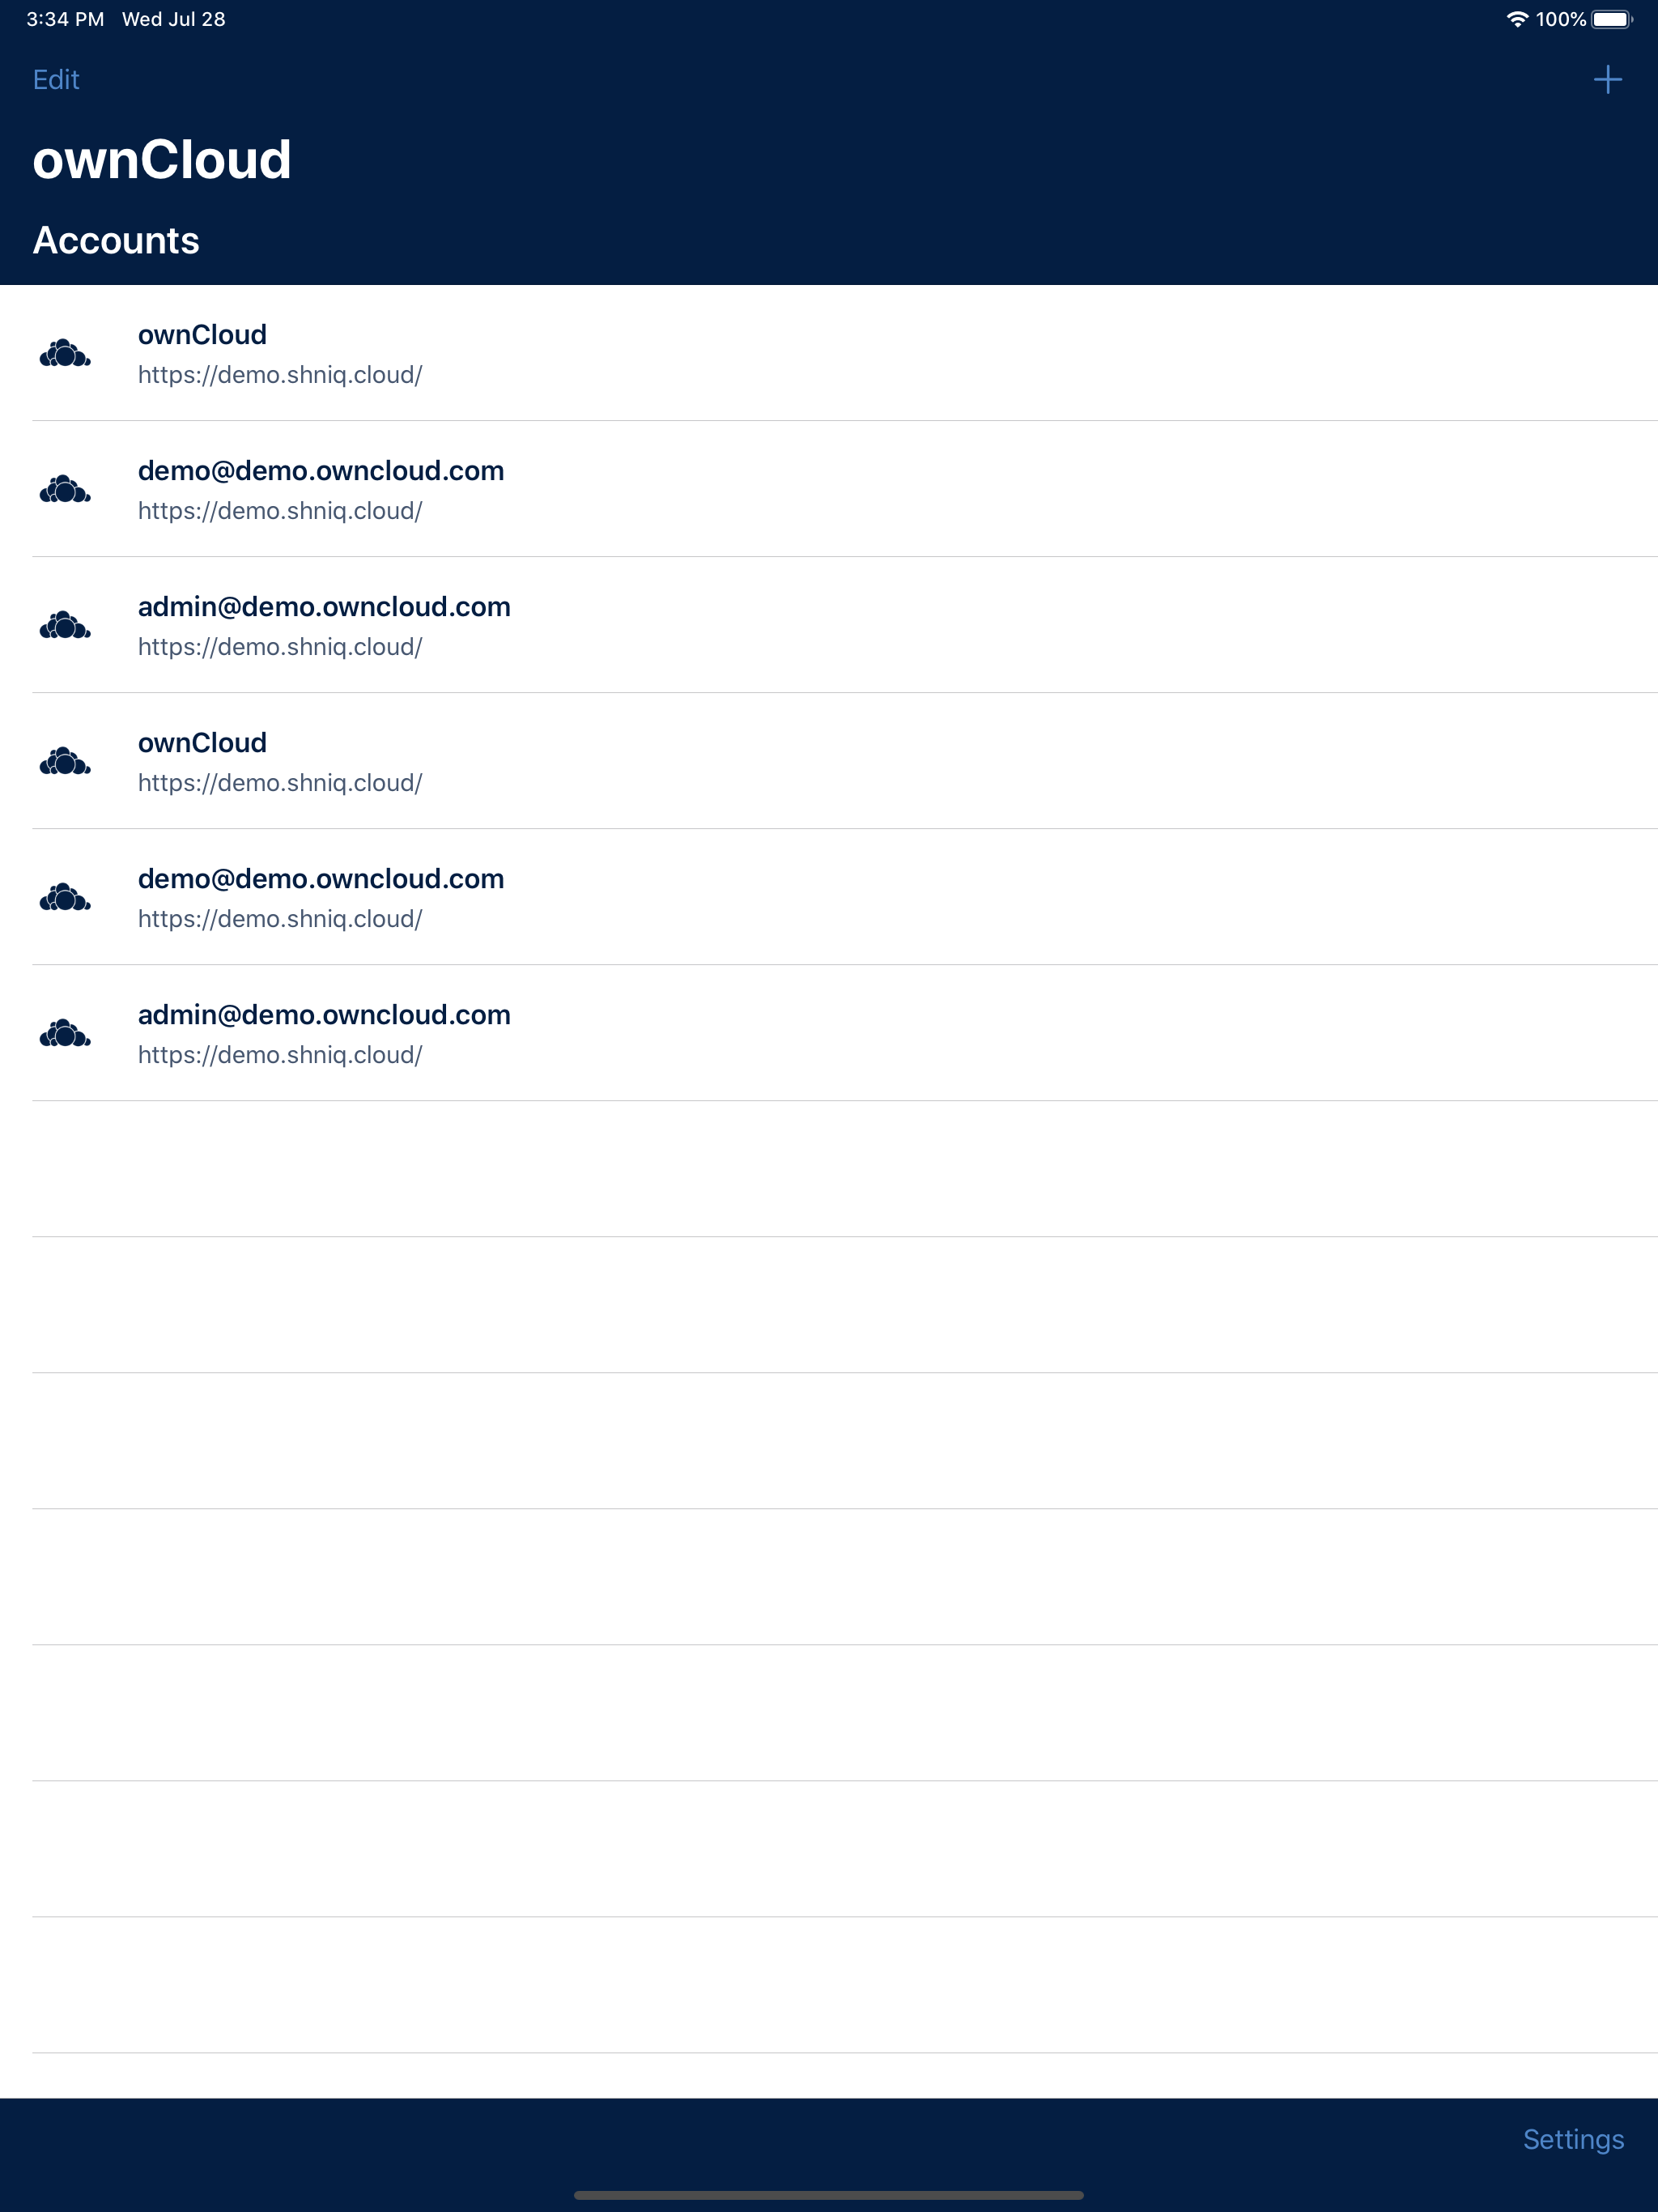 3:34 PM Wed Jul 28 100%
Edit
ownCloud
Accounts
ownCloud
https://demo.shniq.cloud/
demo@demo.owncloud.com
https://demo.shniq.cloud/
admin@demo.owncloud.com
https://demo.shniq.cloud/
ownCloud
https://demo.shniq.cloud/
demo@demo.owncloud.com
https://demo.shniq.cloud/
admin@demo.owncloud.com
https://demo.shniq.cloud/
Settings